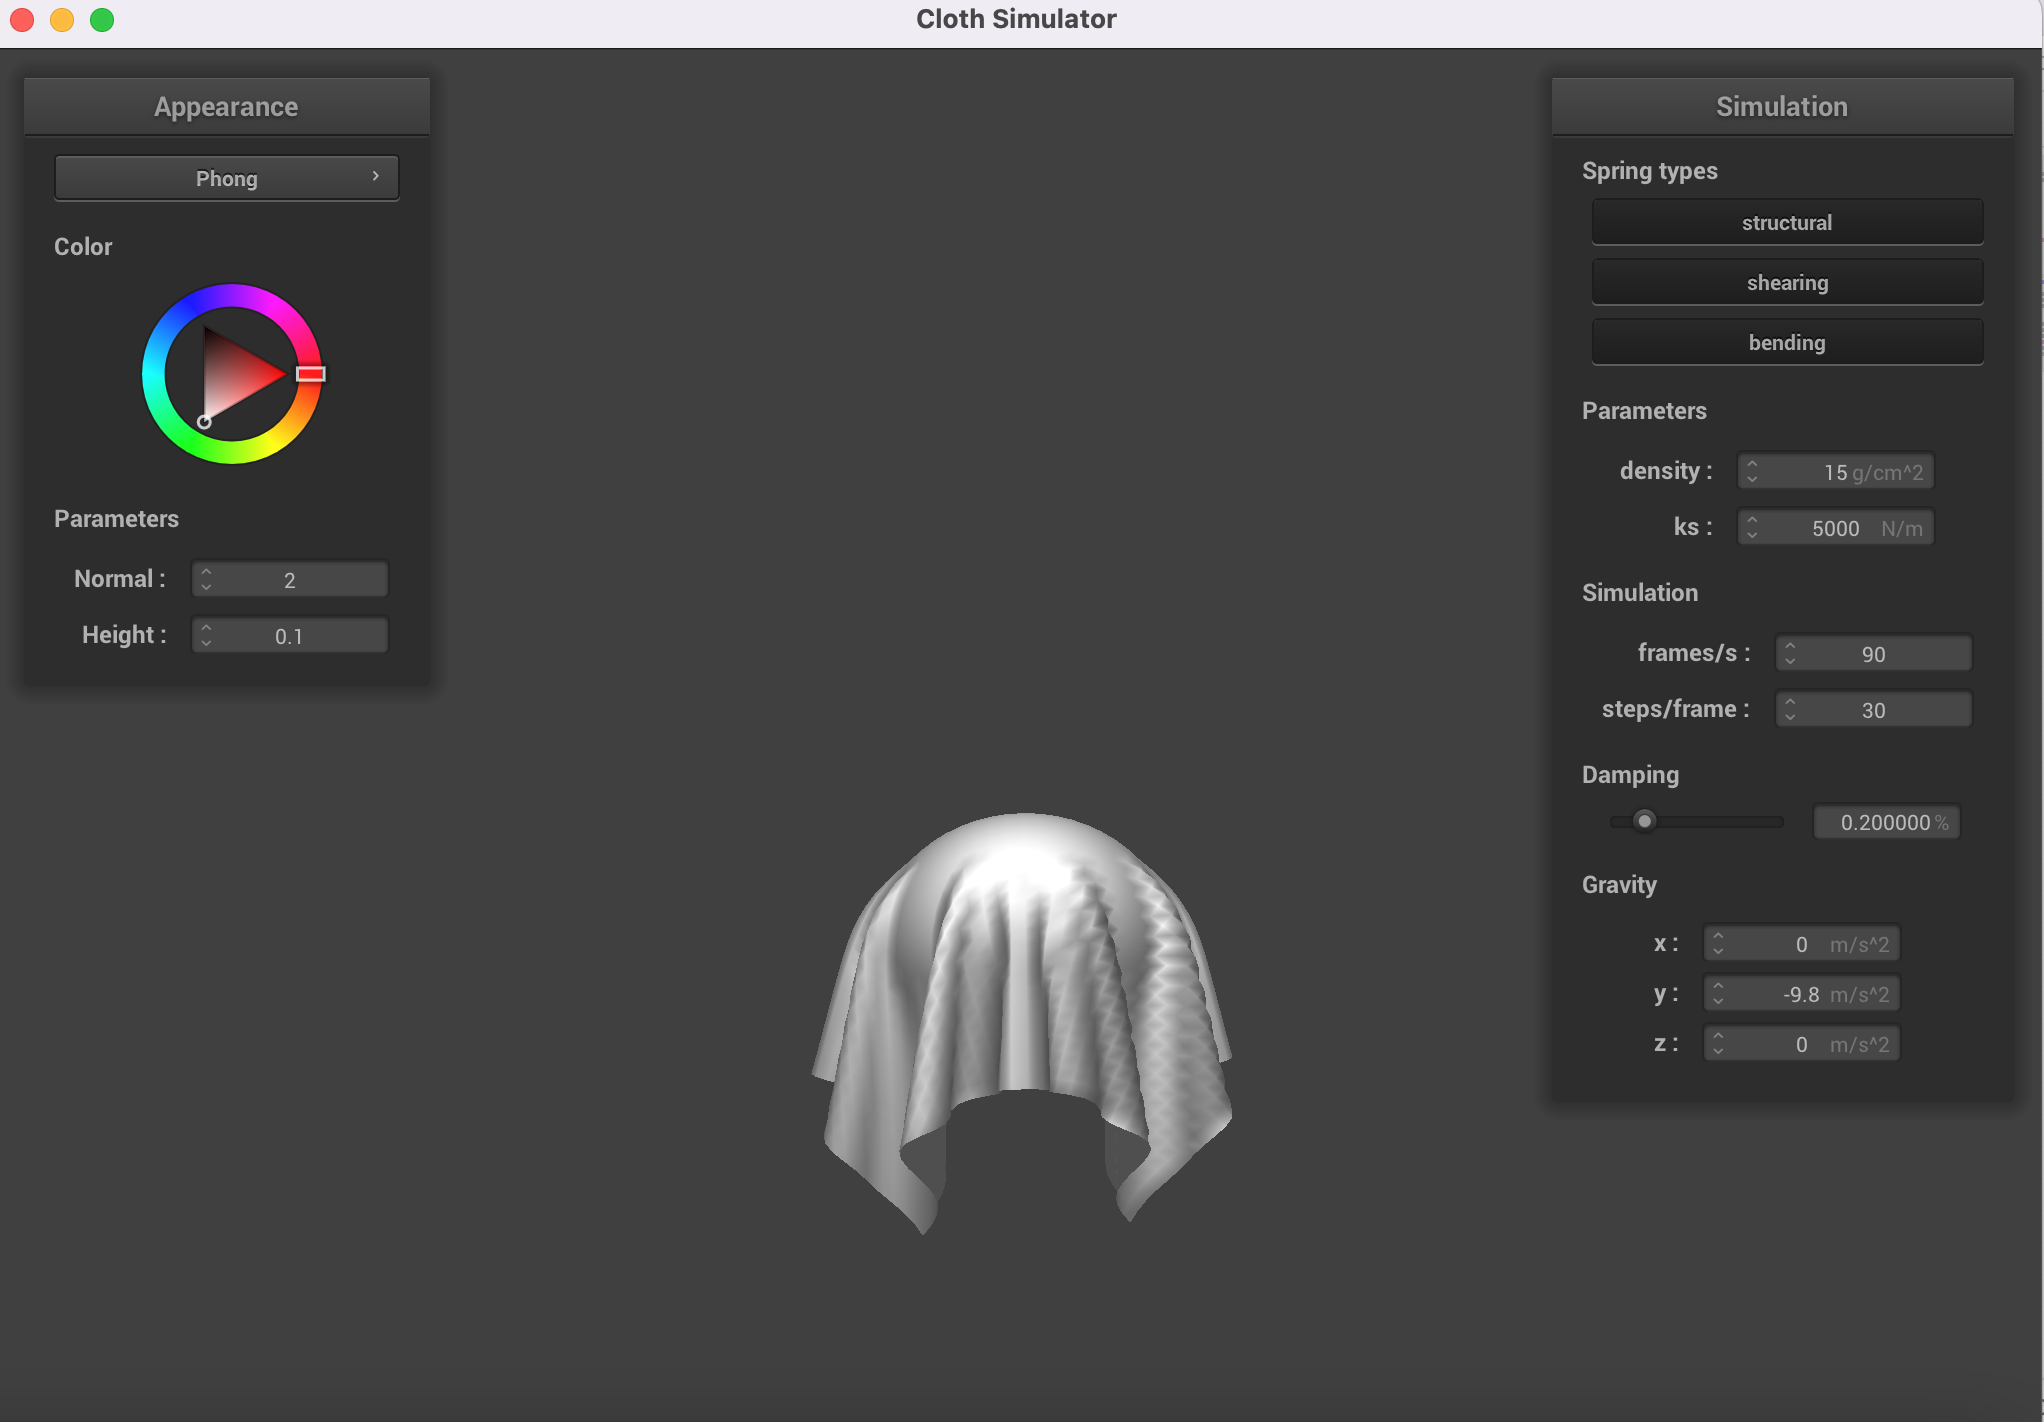 Cloth Simulator
Appearance
Phong
Color
Parameters
Normal : 2
Height : 0.1
Simulation
Spring types
structural
shearing
bending
Parameters
density : 15 g/cm^2
ks : 5000 N/m
Simulation
frames/s : 90
steps/frame : 30
Damping
0.200000 %
Gravity
x : 0 m/s^2
y : -9.8 m/s^2
z : 0 m/s^2